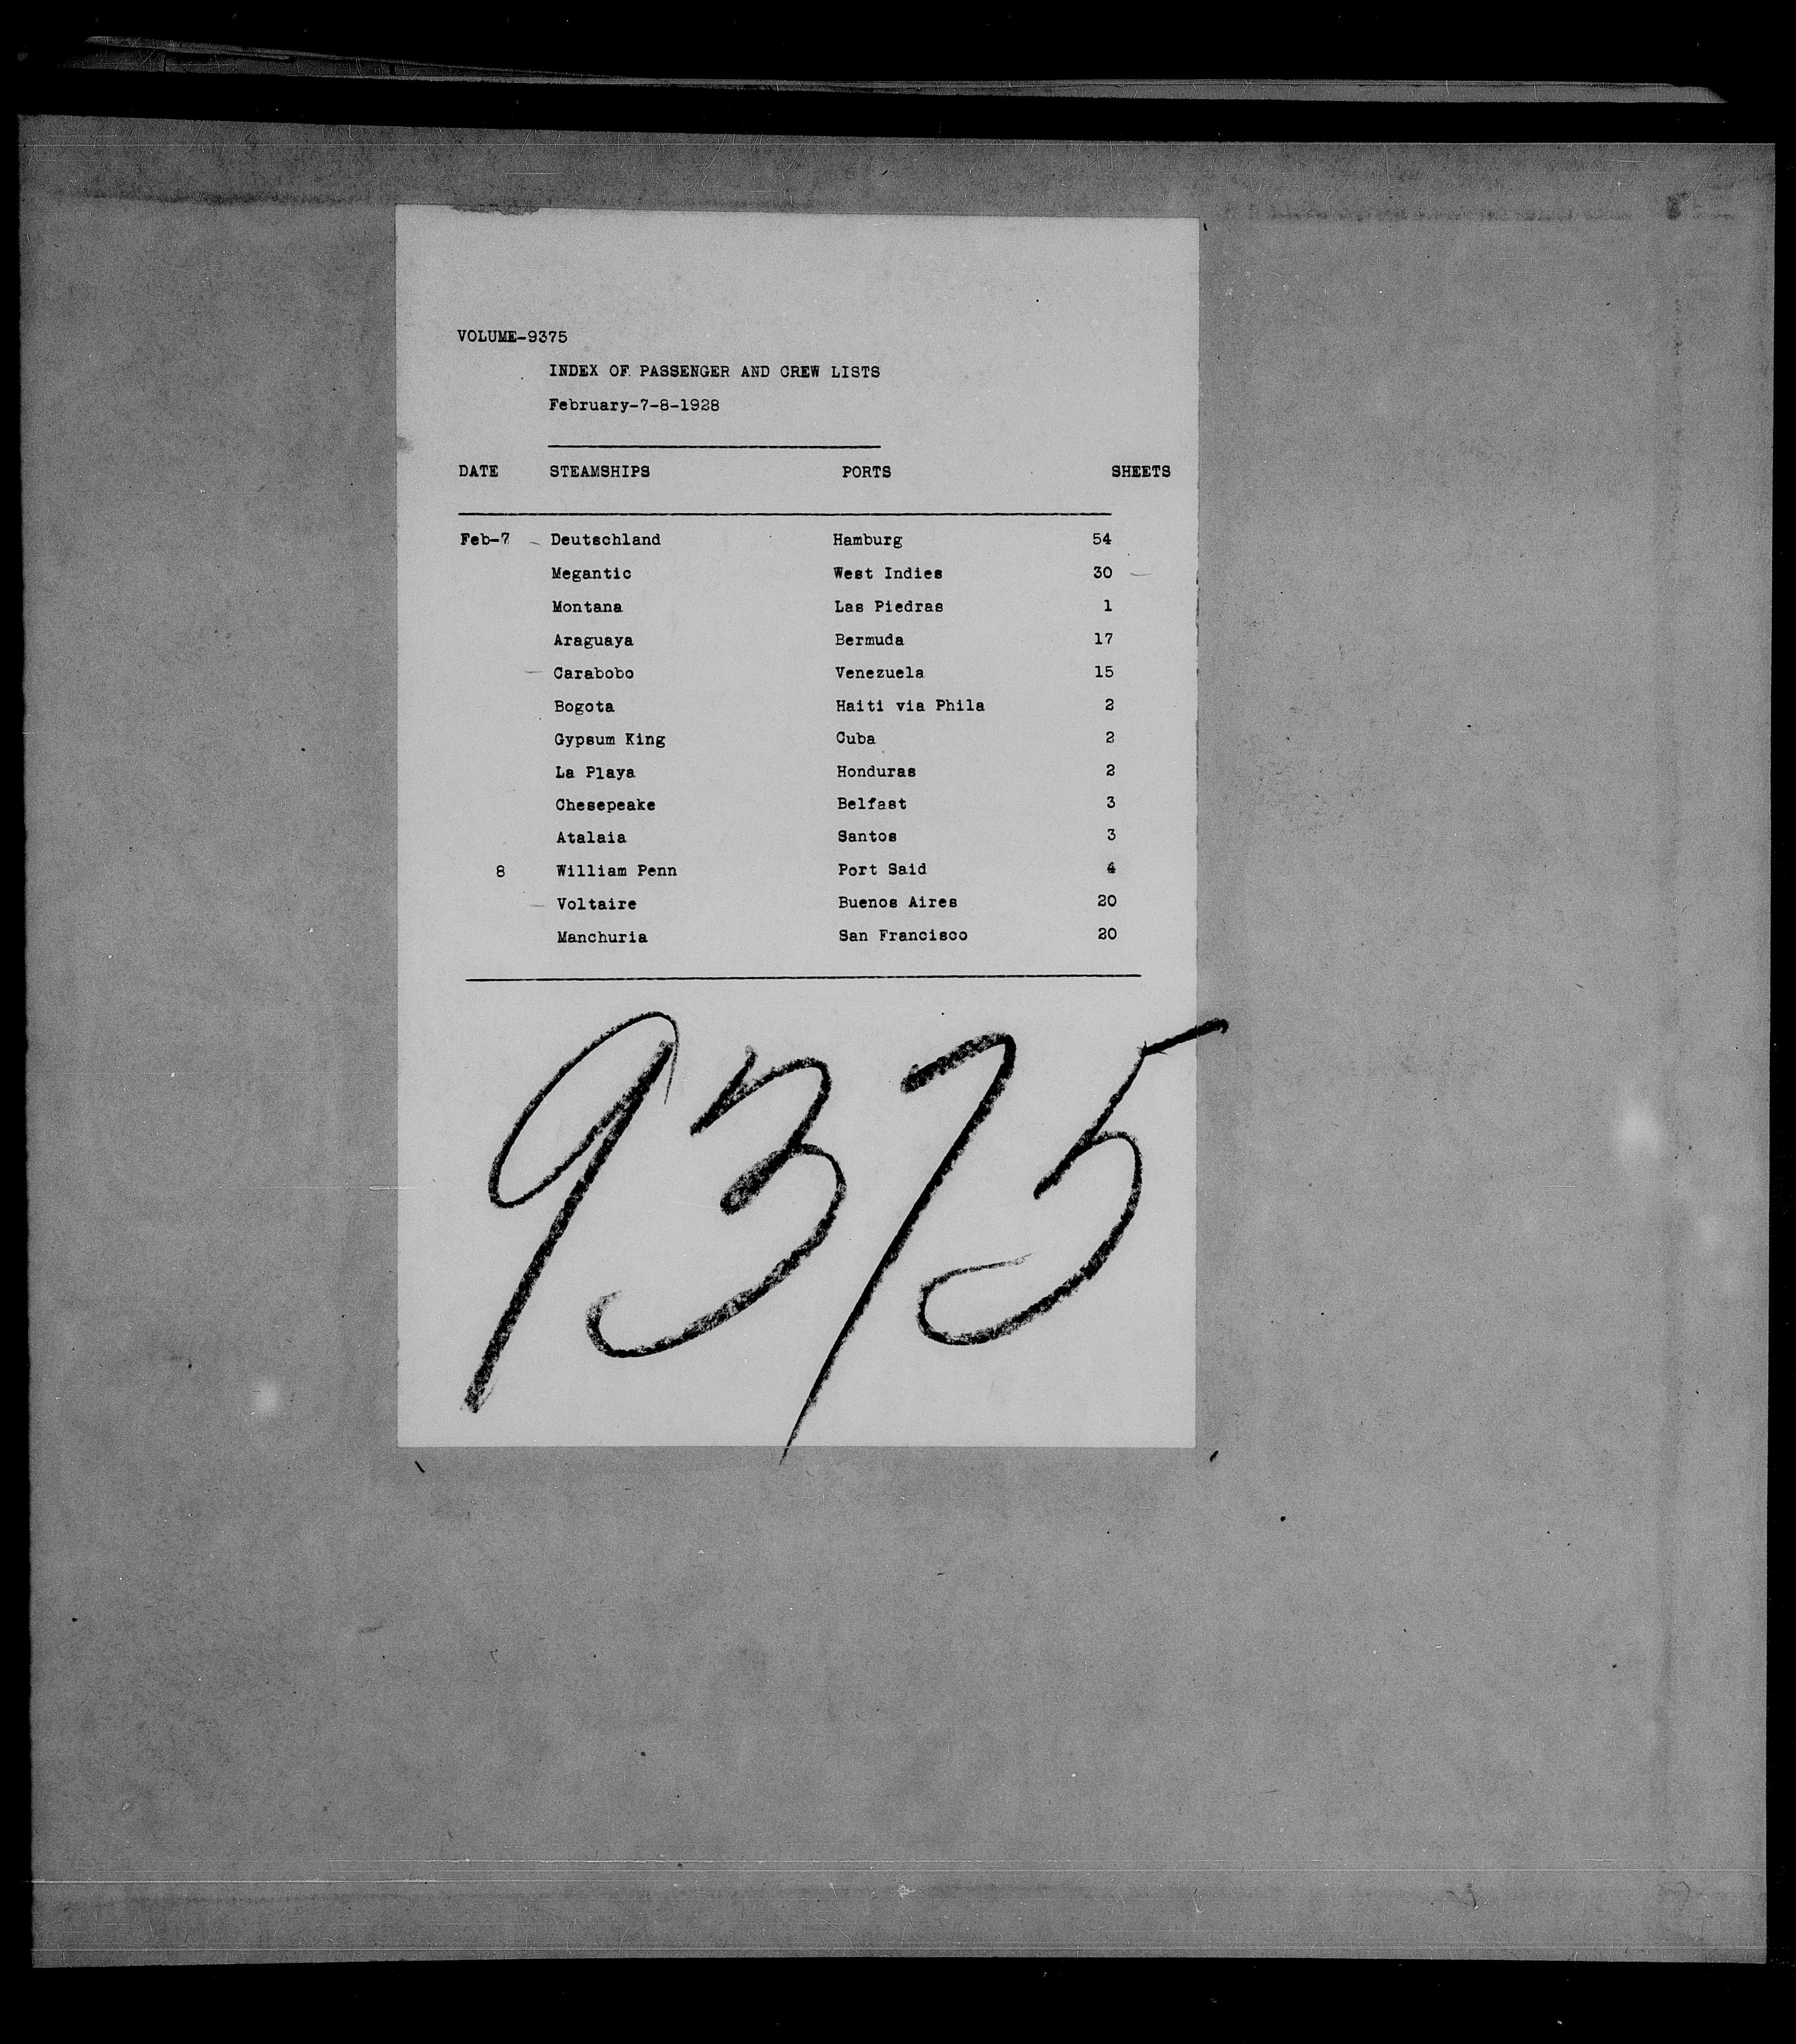 VOLUME-9375
INDEX OF PASSENGER AND CREW LISTS
February-7-8-1928
DATE STEAMSHIPS PORTS SHEETS
Feb-7 Deutschland Hamburg 54
Megantic West Indies 30
Montana Las Piedras 1
Araguaya Bermuda 17
Carabobo Venezuela 15
Bogota Haiti via Phila 2
Gypsum King Cuba 2
La Playa Honduras 2
Chesepeake Belfast 3
Atalaia Santos 3
8 William Penn Port Said 4
Voltaire Buenos Aires 20
Manchuria San Francisco 20
9375